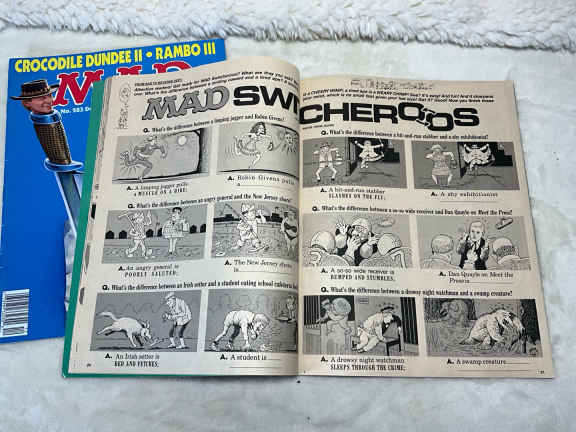 CROCODILE DUNDEE II • RAMBO III
MAD
No. 283
MAD SWITCHEROOS
Q. What's the difference between a limping jogger and Robin Givens?
A. A limping jogger pulls
a MUSCLE ON A HIKE;
A. Robin Givens pulls
Q. What's the difference between an angry general and the New Jersey shore?
A. An angry general is
A. The New Jersey shore
is
Q. What's the difference between an Irish setter and a student eating school cafeteria
A. An Irish setter is
BED AND FETCHES;
A. A student is
Q. What's the difference between a hit-and-run stabber and a shy exhibitionist?
A. A hit-and-run stabber
SLASHES ON THE FLY;
A. A shy exhibitionist
Q. What's the difference between a so-so wide receiver and Dan Quayle on Meet the Press?
A. A so-so wide receiver is
BUMPED AND STUMBLES;
A. Dan Quayle on Meet the
Press is
Q. What's the difference between a drowsy night watchman and a swamp creature?
A. A drowsy night watchman
SLEEPS THROUGH THE CRIME;
A. A swamp creature